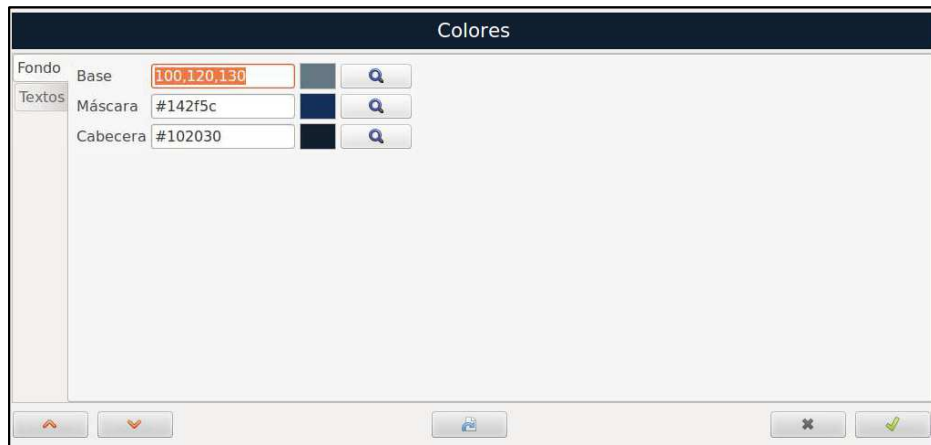 Colores
Fondo
Textos
Base 100,120,130
Máscara #142f5c
Cabecera #102030